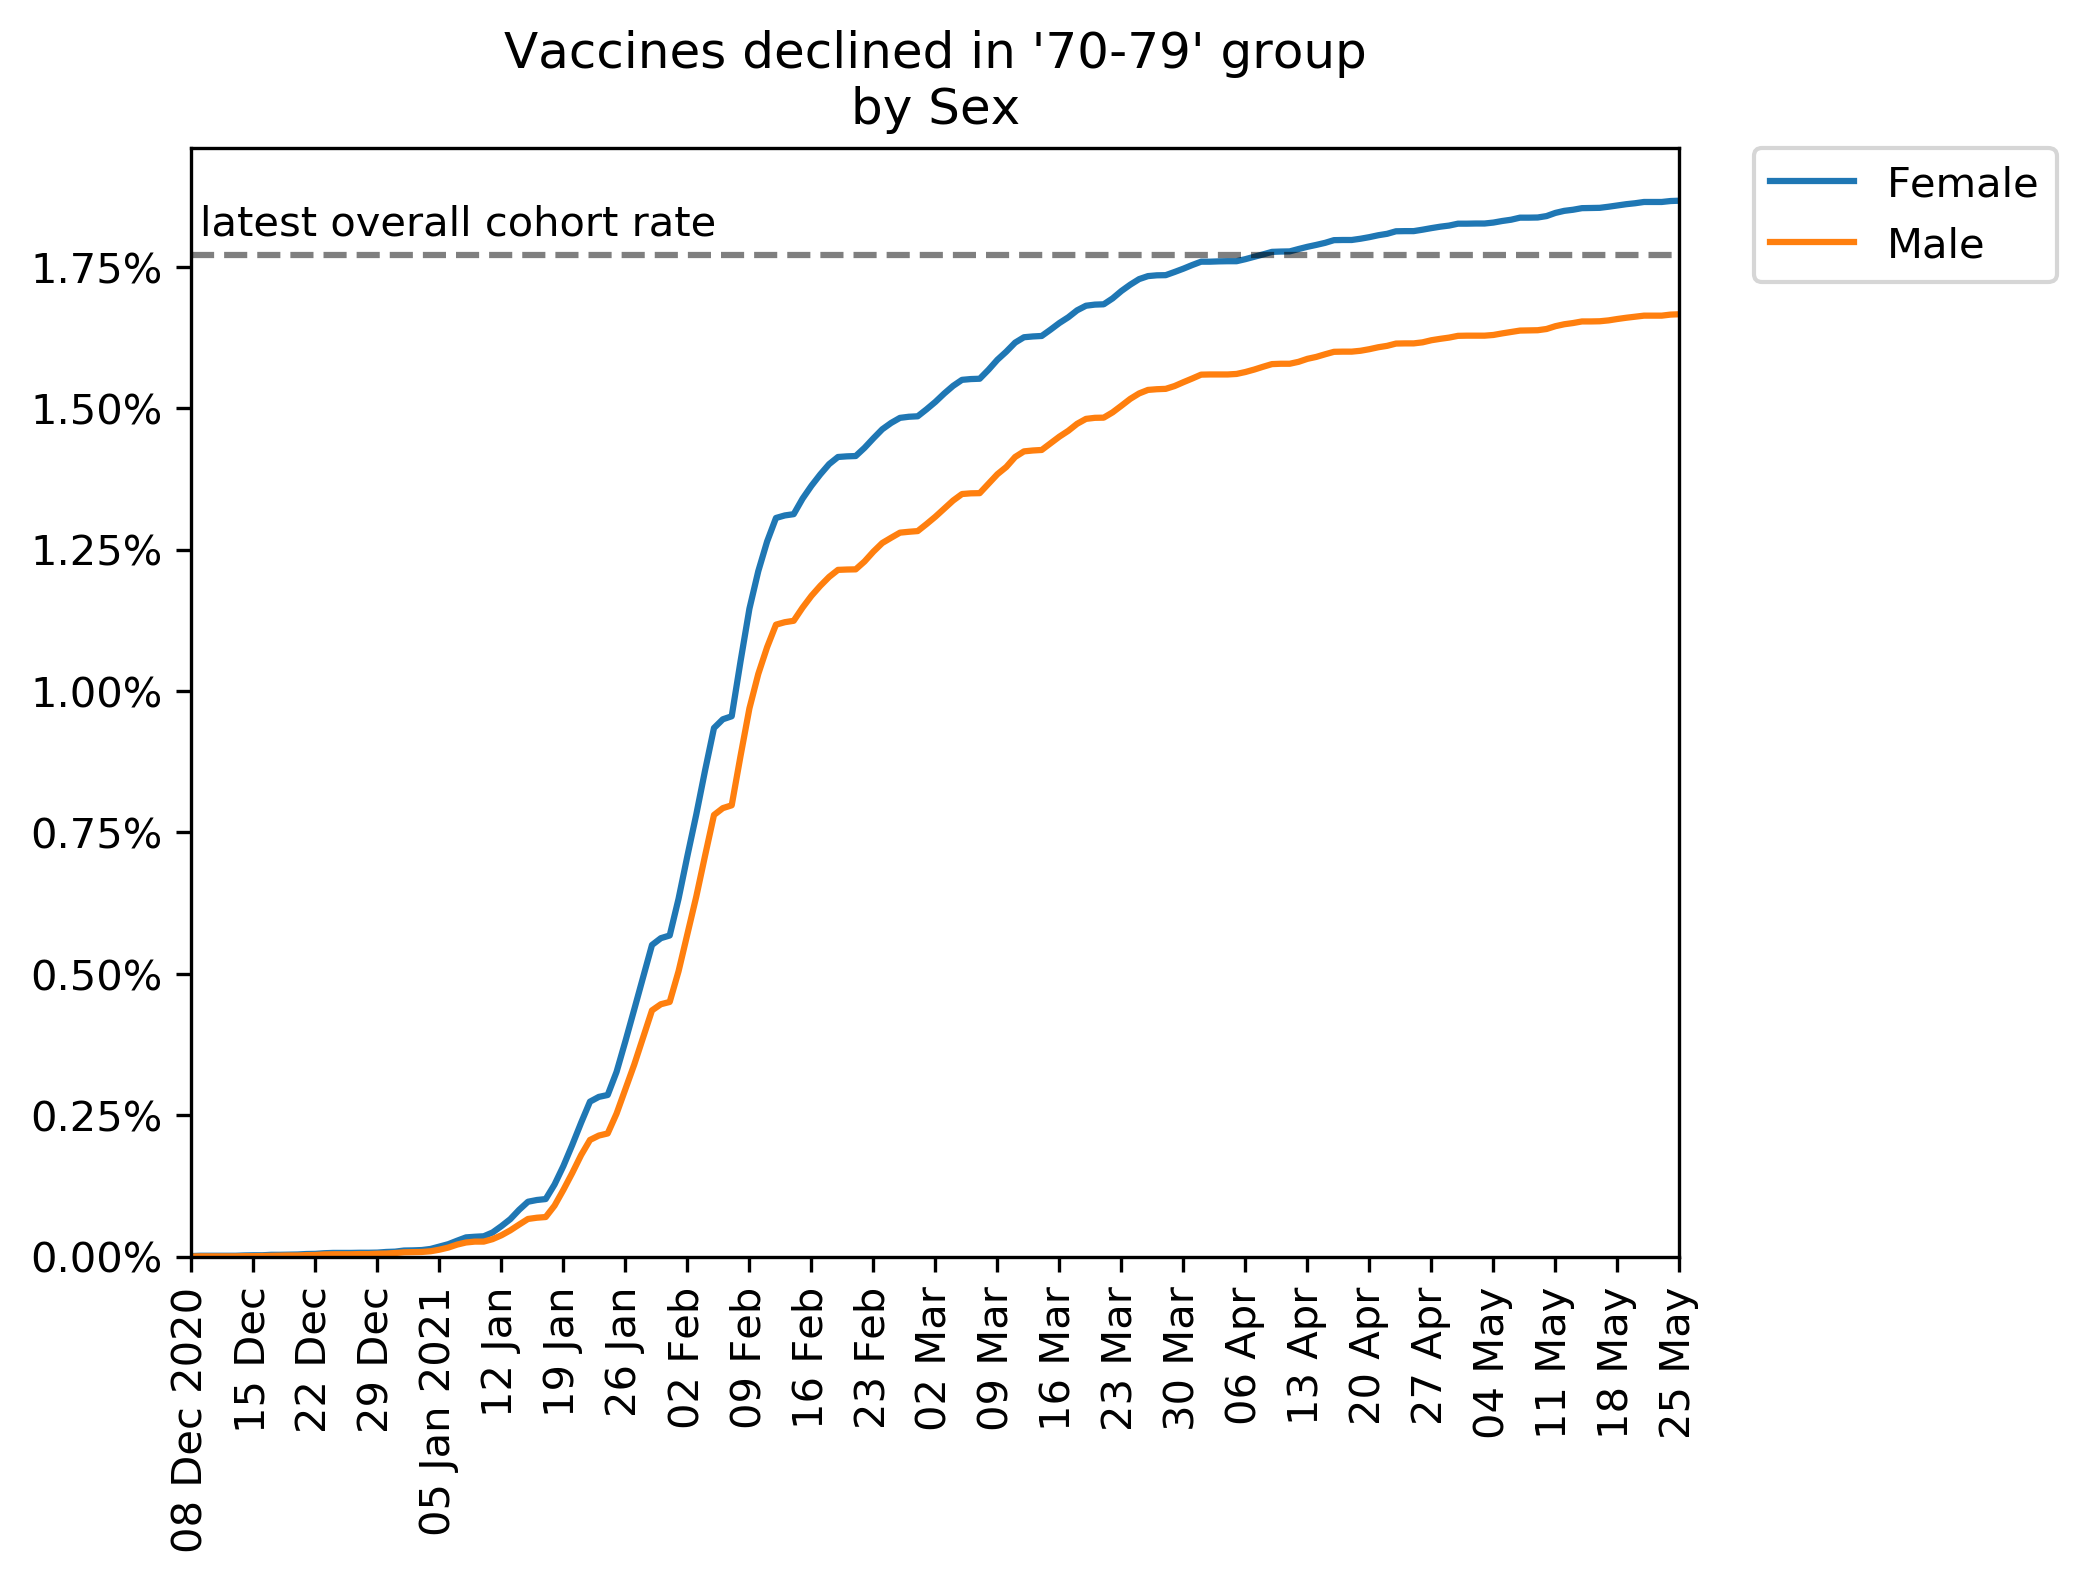 Vaccines declined in '70-79' group
by Sex
Female
Male
latest overall cohort rate
1.75%
1.50%
1.25%
1.00%
0.75%
0.50%
0.25%
0.00%
08 Dec 2020
15 Dec
22 Dec
29 Dec
05 Jan 2021
12 Jan
19 Jan
26 Jan
02 Feb
09 Feb
16 Feb
23 Feb
02 Mar
09 Mar
16 Mar
23 Mar
30 Mar
06 Apr
13 Apr
20 Apr
27 Apr
04 May
11 May
18 May
25 May